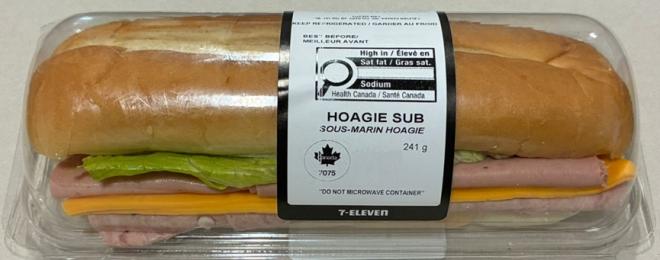 KEEP REFRIGERATED / GARDER AU FROID
BEST BEFORE/
MEILLEUR AVANT
High in / Élevé en
Sat fat / Gras sat.
Sodium
Health Canada / Santé Canada
HOAGIE SUB
SOUS-MARIN HOAGIE
241 g
Canada
7075
"DO NOT MICROWAVE CONTAINER"
7-ELEVEn